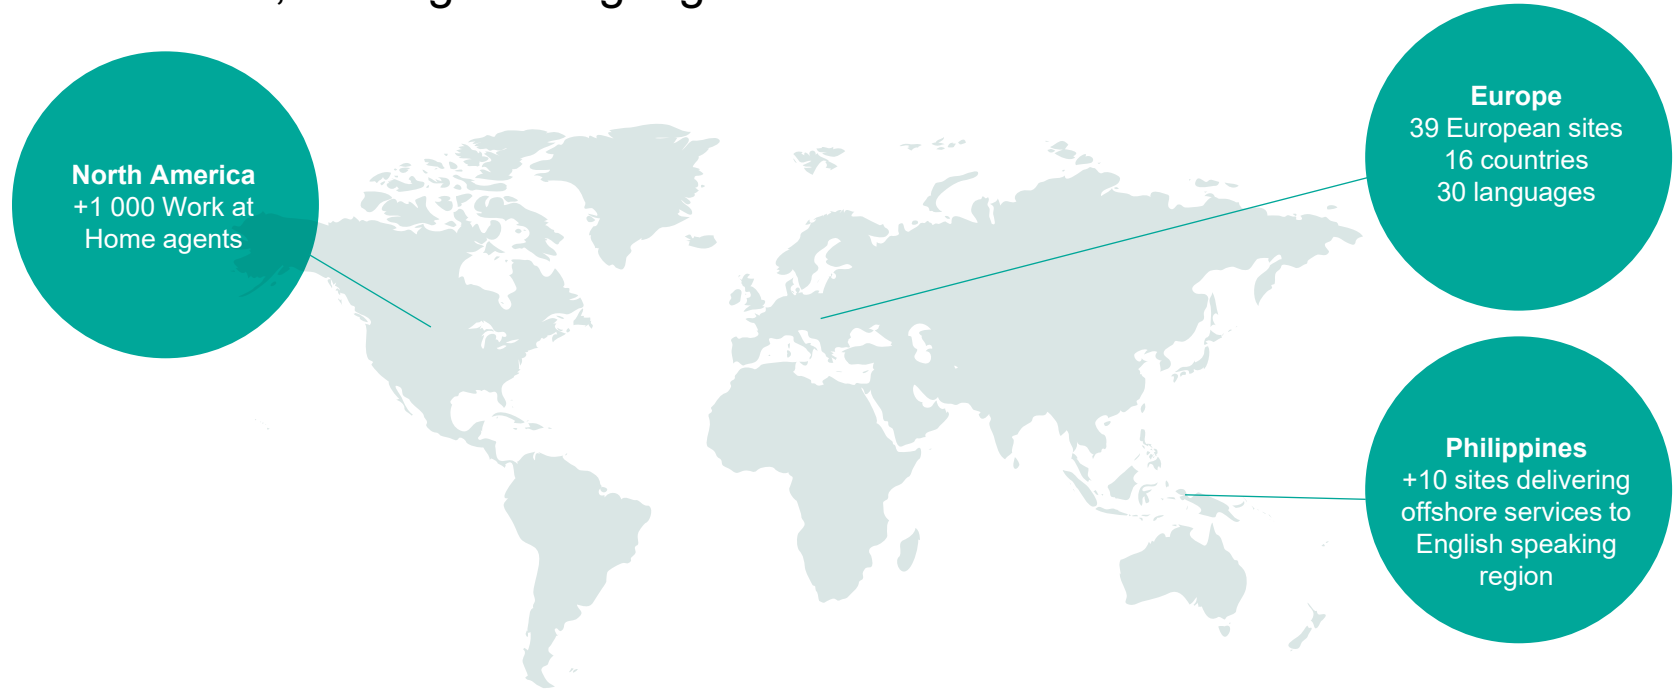 North America
+1 000 Work at
Home agents
Europe
39 European sites
16 countries
30 languages
Philippines
+10 sites delivering
offshore services to
English speaking
region